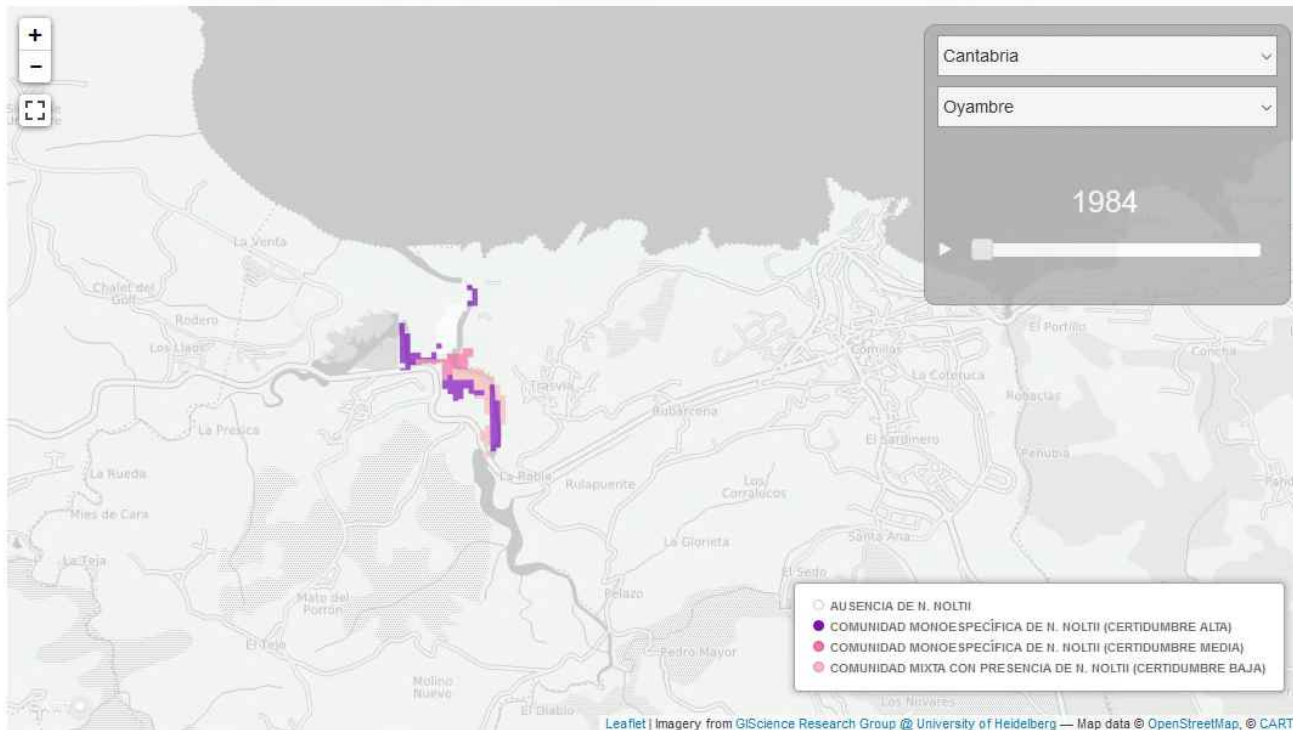 +
−
Cantabria
Oyambre
1984
La Venta
Chalet del
Golf
Rodero
Los Llaos
Trasvía
Comillas
El Portillo
Concha
La Coteruca
Rubárcena
Robacías
La Presica
El Sardinero
Peñubia
La Rabia
La Rueda
Rulapuente
Los
Corralucos
Mies de Cara
Santa Ana
La Glorieta
La Teja
El Sedo
Mato del
Porrón
Pelazo
El Tejo
Pedro Mayor
Molino
Nuevo
El Diablo
Los Novares
AUSENCIA DE N. NOLTII
COMUNIDAD MONOESPECÍFICA DE N. NOLTII (CERTIDUMBRE ALTA)
COMUNIDAD MONOESPECÍFICA DE N. NOLTII (CERTIDUMBRE MEDIA)
COMUNIDAD MIXTA CON PRESENCIA DE N. NOLTII (CERTIDUMBRE BAJA)
Leaflet | Imagery from GIScience Research Group @ University of Heidelberg — Map data © OpenStreetMap, © CART